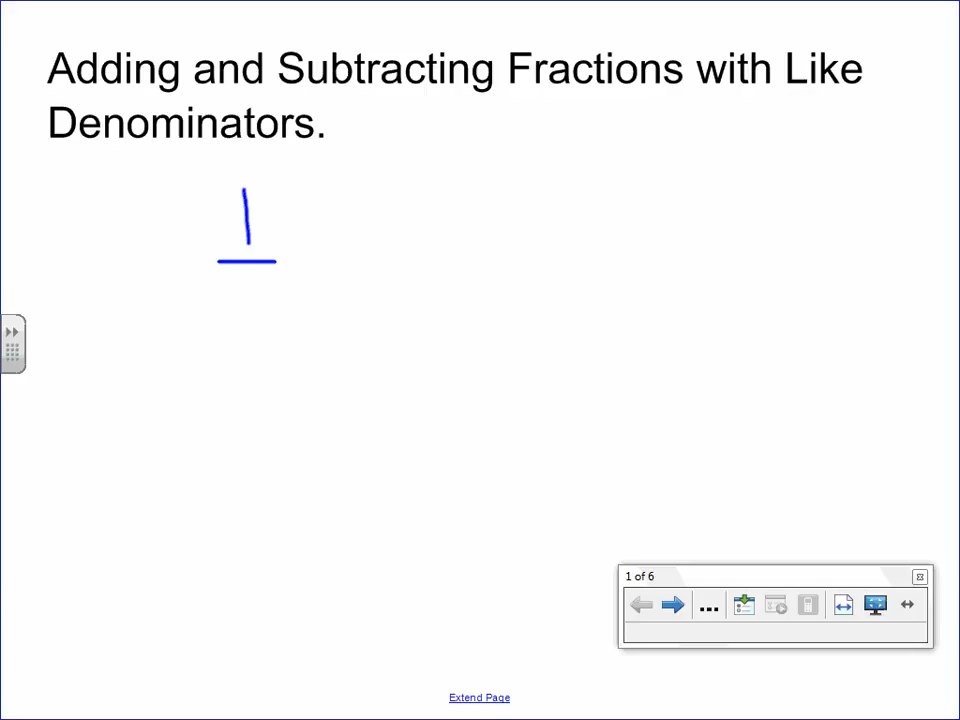 Adding and Subtracting Fractions with Like
Denominators.
1
1 of 6
...
Extend Page